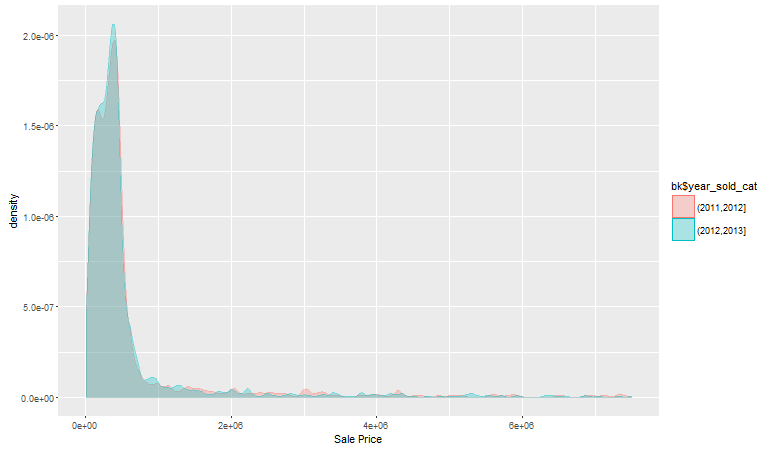 2.0e-06
1.5e-06
1.0e-06
5.0e-07
0.0e+00
density
0e+00 2e+06 4e+06 6e+06
Sale Price
bk$year_sold_cat
(2011,2012]
(2012,2013]